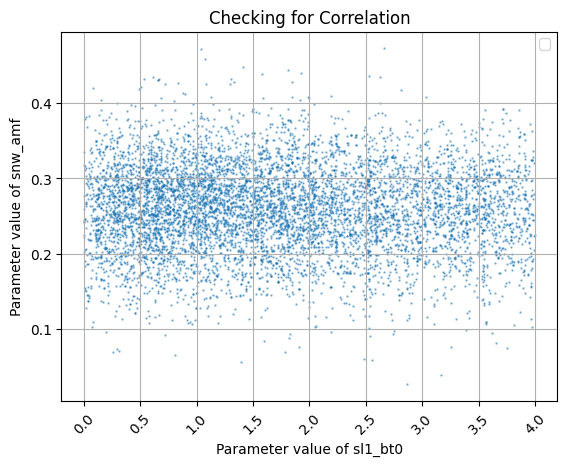 Checking for Correlation
Parameter value of snw_amf
0.4
0.3
0.2
0.1
0.0 0.5 1.0 1.5 2.0 2.5 3.0 3.5 4.0
Parameter value of sl1_bt0